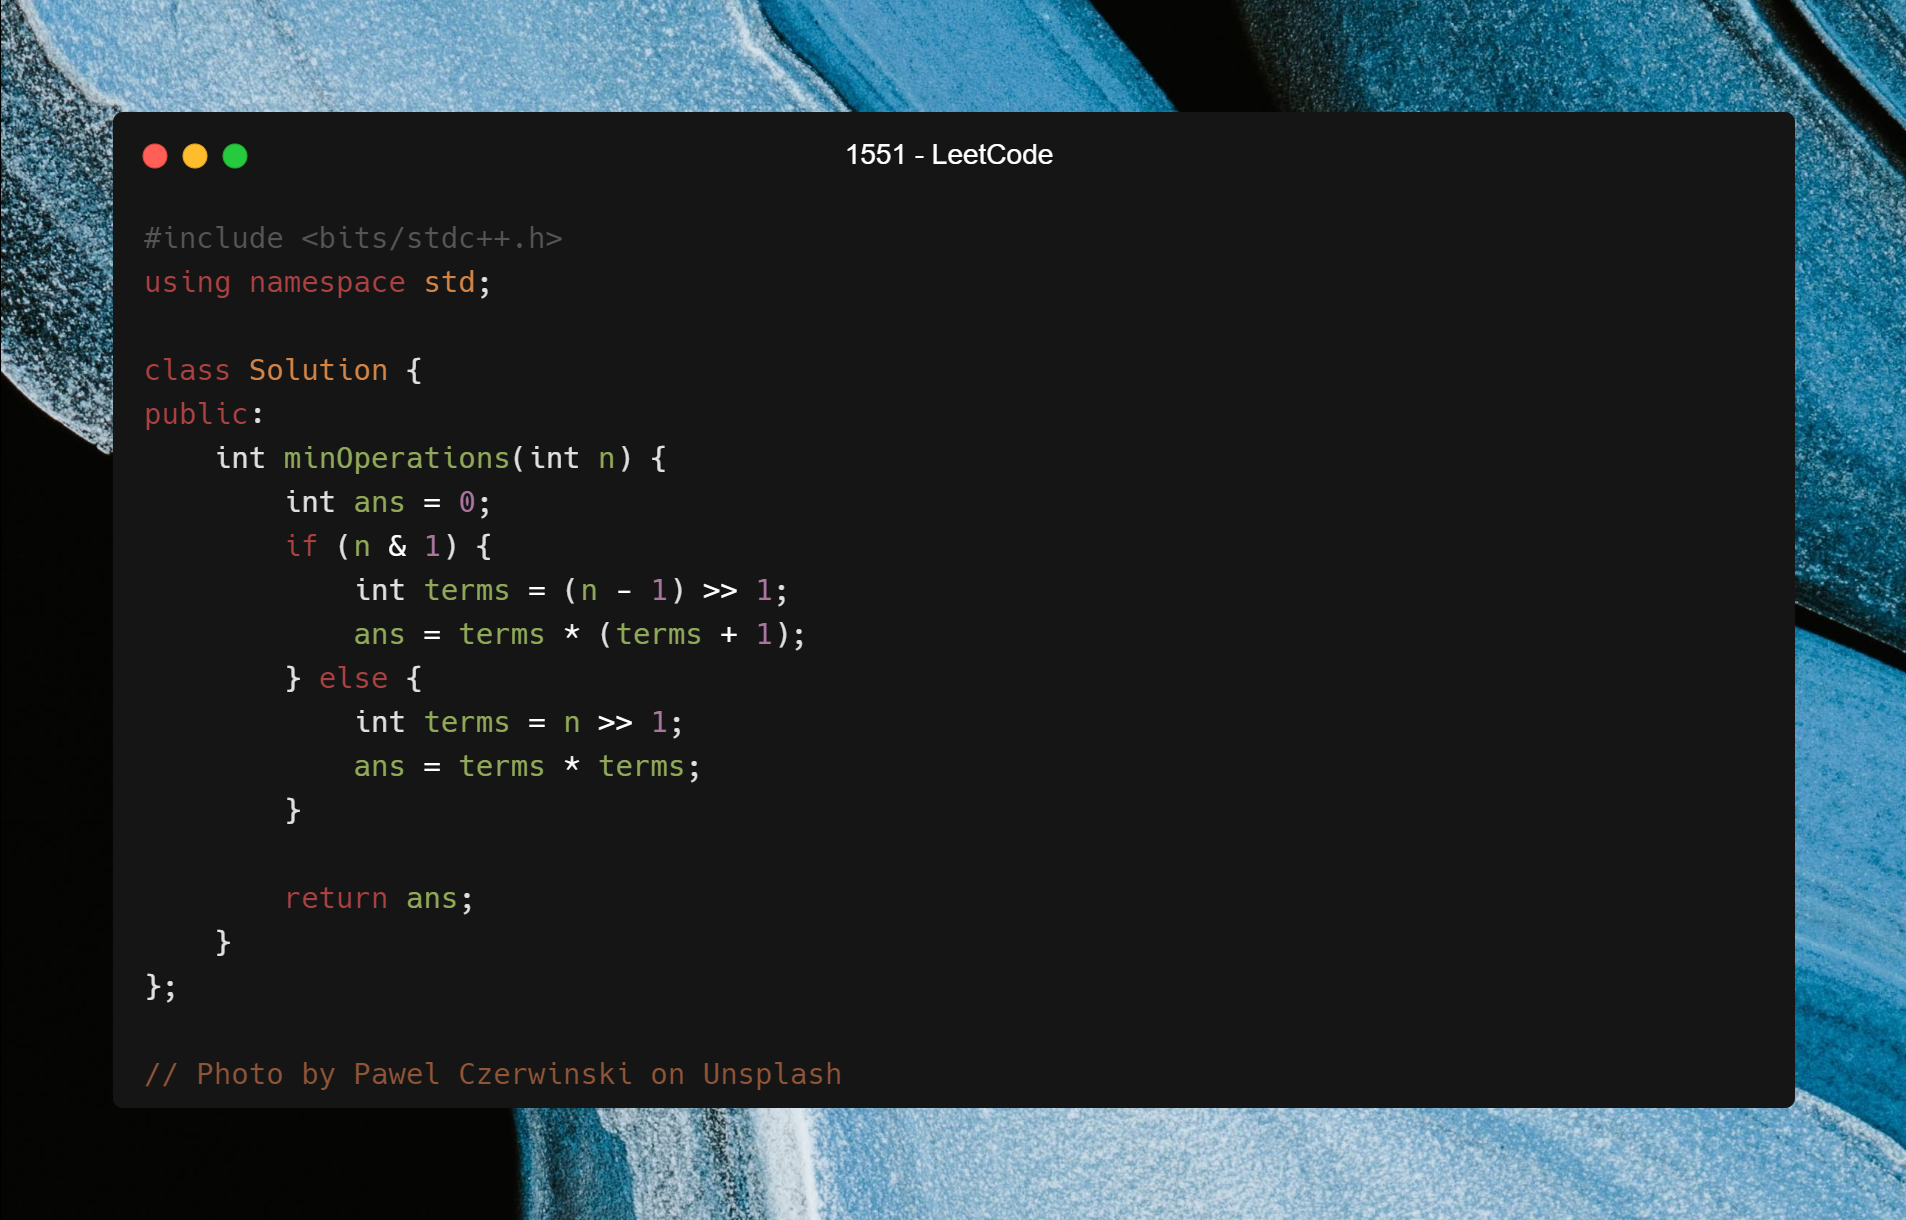 1551 - LeetCode
#include <bits/stdc++.h>
using namespace std;
class Solution {
public:
    int minOperations(int n) {
        int ans = 0;
        if (n & 1) {
            int terms = (n - 1) >> 1;
            ans = terms * (terms + 1);
        } else {
            int terms = n >> 1;
            ans = terms * terms;
        }
        return ans;
    }
};
// Photo by Pawel Czerwinski on Unsplash